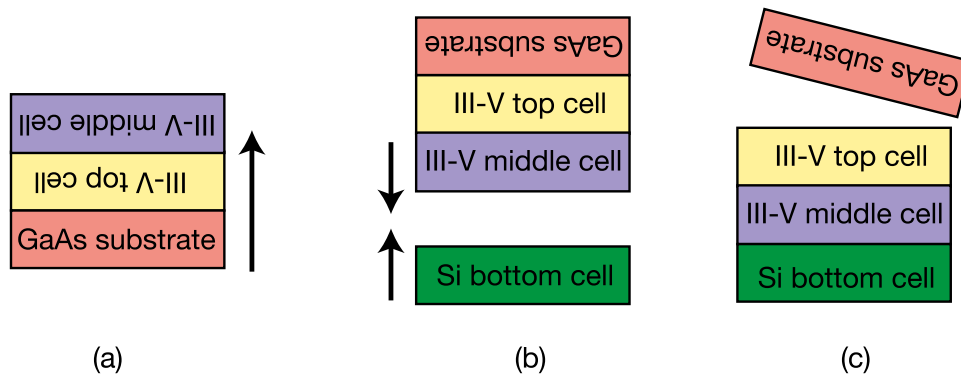 III-V middle cell
III-V top cell
GaAs substrate
(a)
GaAs substrate
III-V top cell
III-V middle cell
Si bottom cell
(b)
GaAs substrate
III-V top cell
III-V middle cell
Si bottom cell
(c)